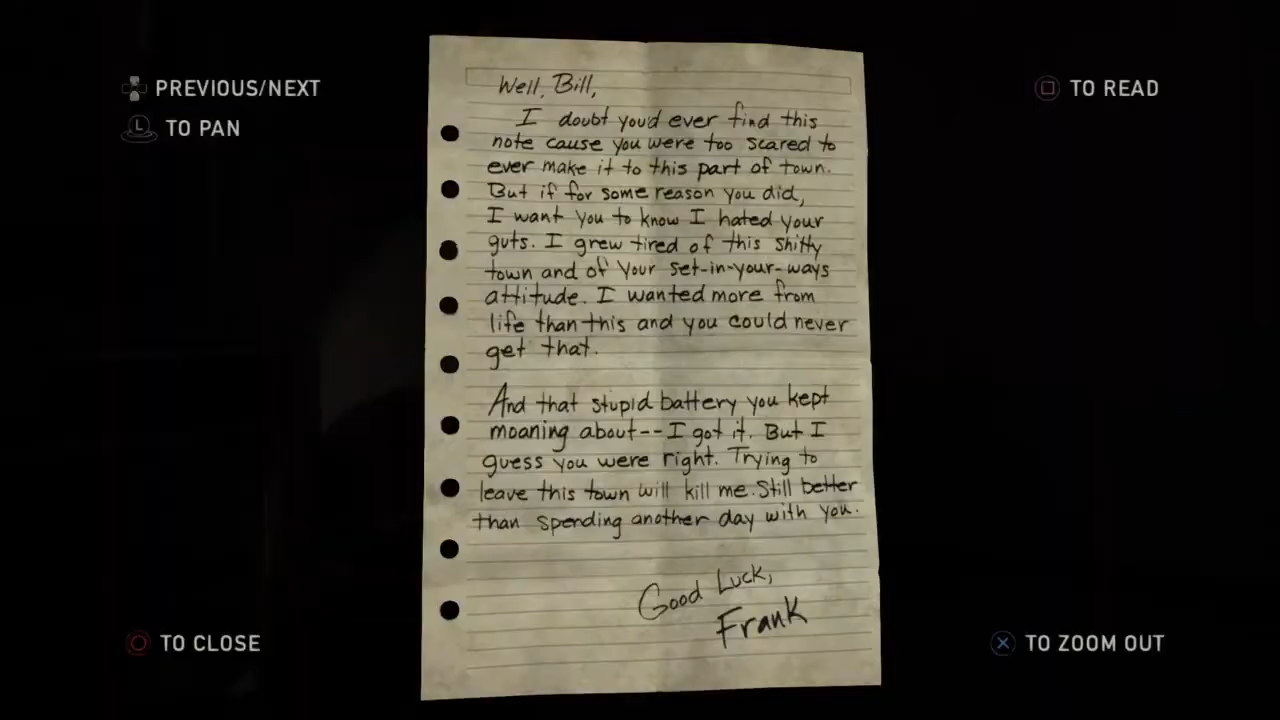 PREVIOUS/NEXT
L TO PAN
TO READ
Well, Bill,
I doubt you'd ever find this
note cause you were too scared to
ever make it to this part of town.
But if for some reason you did,
I want you to know I hated your
guts. I grew tired of this shitty
town and of your set-in-your-ways
attitude. I wanted more from
life than this and you could never
get that.
And that stupid battery you kept
moaning about--I got it. But I
guess you were right. Trying to
leave this town will kill me. Still better
than spending another day with you.
Good Luck,
Frank
TO CLOSE
TO ZOOM OUT